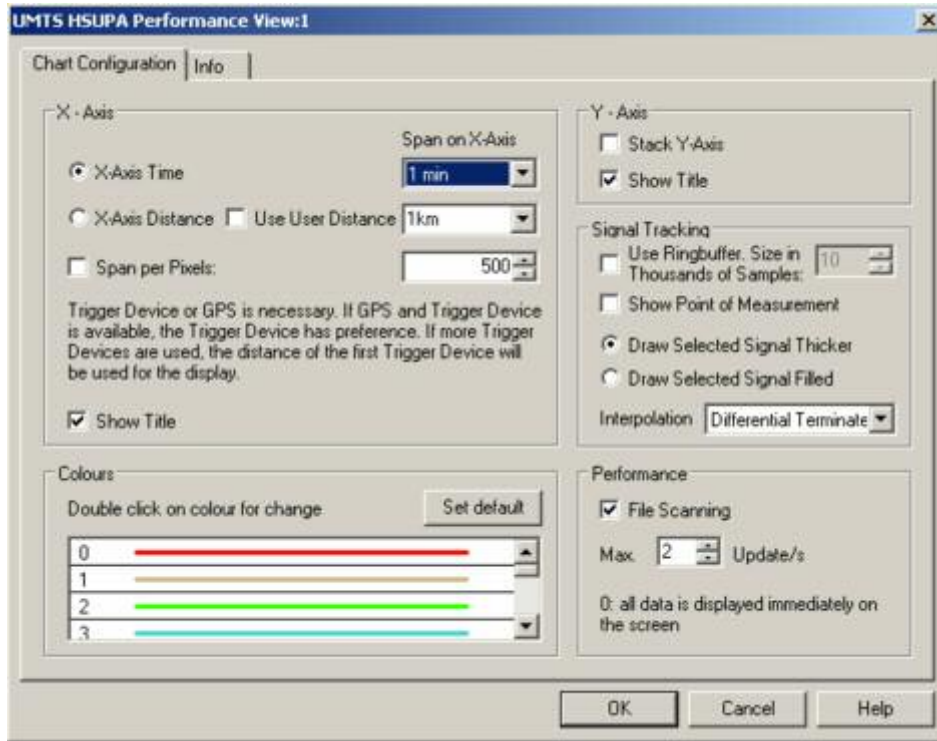 UMTS HSUPA Performance View:1
Chart Configuration
Info
X - Axis
Span on X-Axis
X-Axis Time
1 min
X-Axis Distance
Use User Distance
1km
Span per Pixels:
500
Trigger Device or GPS is necessary. If GPS and Trigger Device
is available, the Trigger Device has preference. If more Trigger
Devices are used, the distance of the first Trigger Device will
be used for the display.
Show Title
Y - Axis
Stack Y-Axis
Show Title
Signal Tracking
Use Ringbuffer. Size in
Thousands of Samples:
10
Show Point of Measurement
Draw Selected Signal Thicker
Draw Selected Signal Filled
Interpolation
Differential Terminate
Colours
Double click on colour for change
Set default
0
1
2
3
Performance
File Scanning
Max. 2 Update/s
0: all data is displayed immediately on
the screen
OK
Cancel
Help